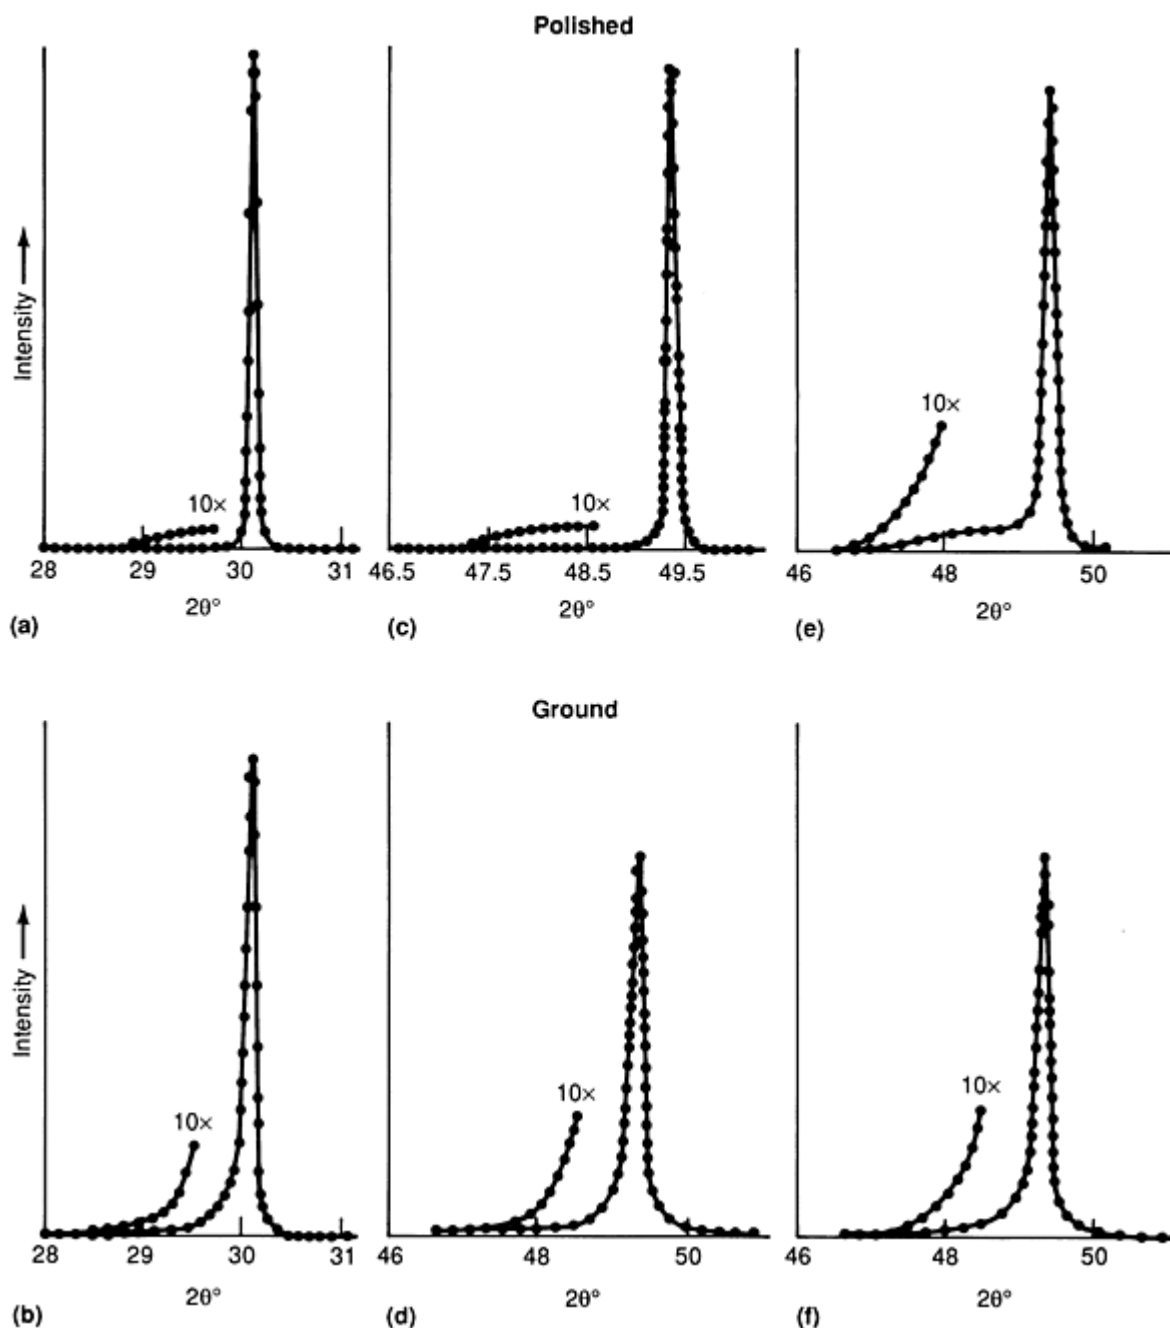 Polished
Intensity
10×
28 29 30 31
2θ°
(a)
10×
46.5 47.5 48.5 49.5
2θ°
(c)
10×
46 48 50
2θ°
(e)
Ground
Intensity
10×
28 29 30 31
2θ°
(b)
10×
46 48 50
2θ°
(d)
10×
46 48 50
2θ°
(f)